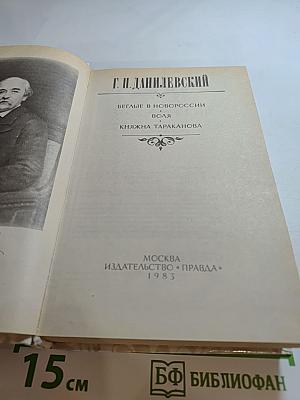 Г. П. ДАНИЛЕВСКИЙ
БЕГЛЫЕ В НОВОРОССИИ
ВОЛЯ
КНЯЖНА ТАРАКАНОВА
МОСКВА
ИЗДАТЕЛЬСТВО «ПРАВДА»
1983
15 см
БФ БИБЛИОФАН